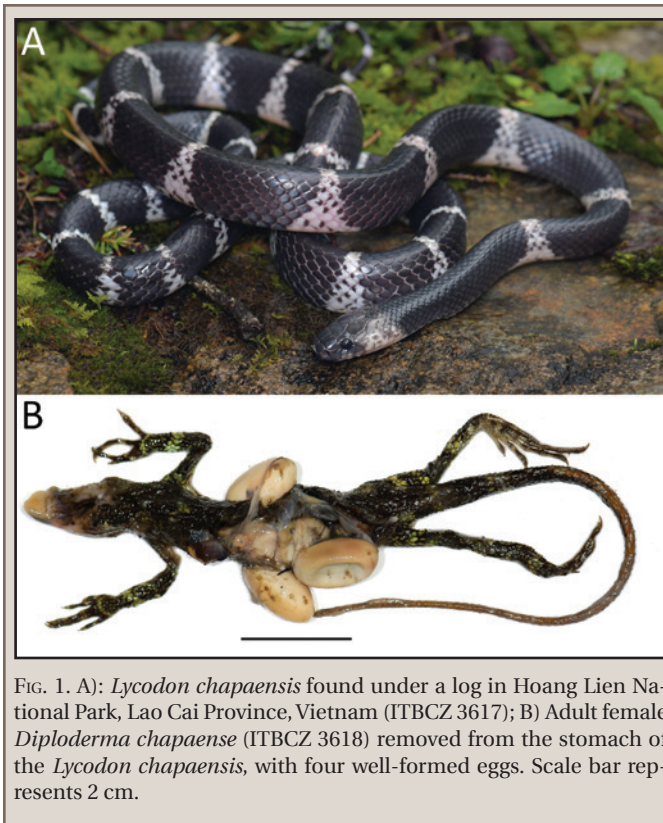 A
B
FIG. 1. A): Lycodon chapaensis found under a log in Hoang Lien Na-
tional Park, Lao Cai Province, Vietnam (ITBCZ 3617); B) Adult female
Diploderma chapaense (ITBCZ 3618) removed from the stomach of
the Lycodon chapaensis, with four well-formed eggs. Scale bar rep-
resents 2 cm.